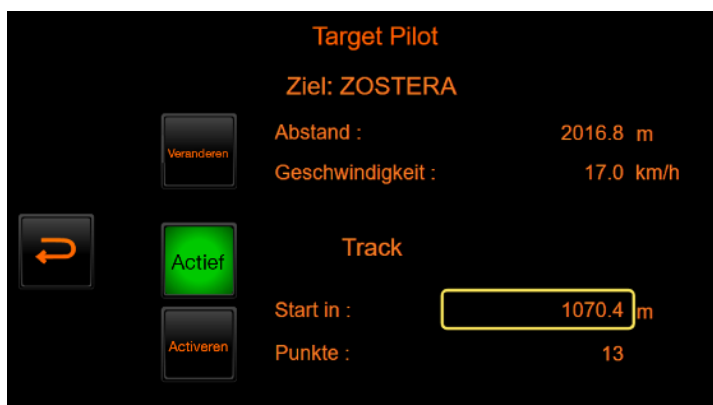 Target Pilot
Ziel: ZOSTERA
Veranderen
Abstand : 2016.8 m
Geschwindigkeit : 17.0 km/h
Actief
Track
Start in : 1070.4 m
Activeren
Punkte : 13